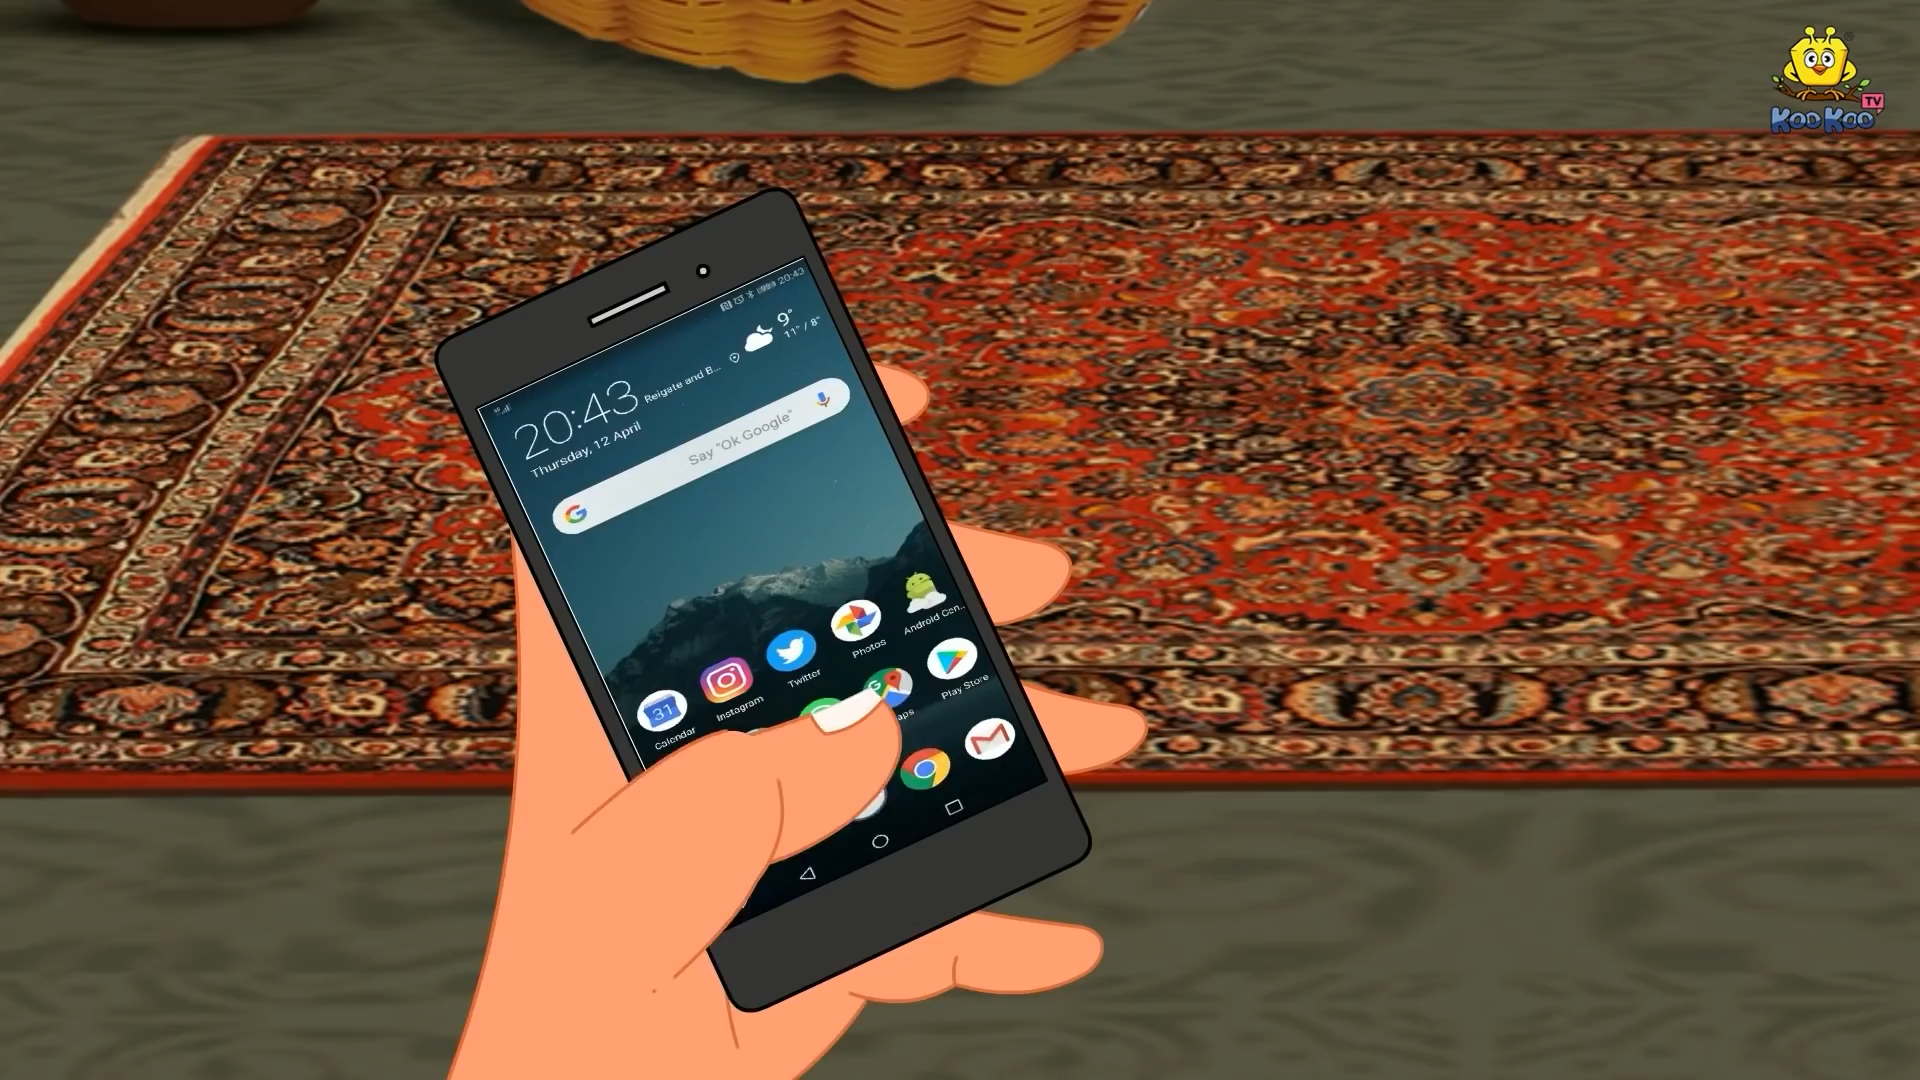 20:43
9°
11° / 8°
20:43
Reigate and B...
Thursday, 12 April
Say "Ok Google"
Android Cen...
Photos
Twitter
Instagram
31
Calendar
Play Store
aps
TV
Koo Koo